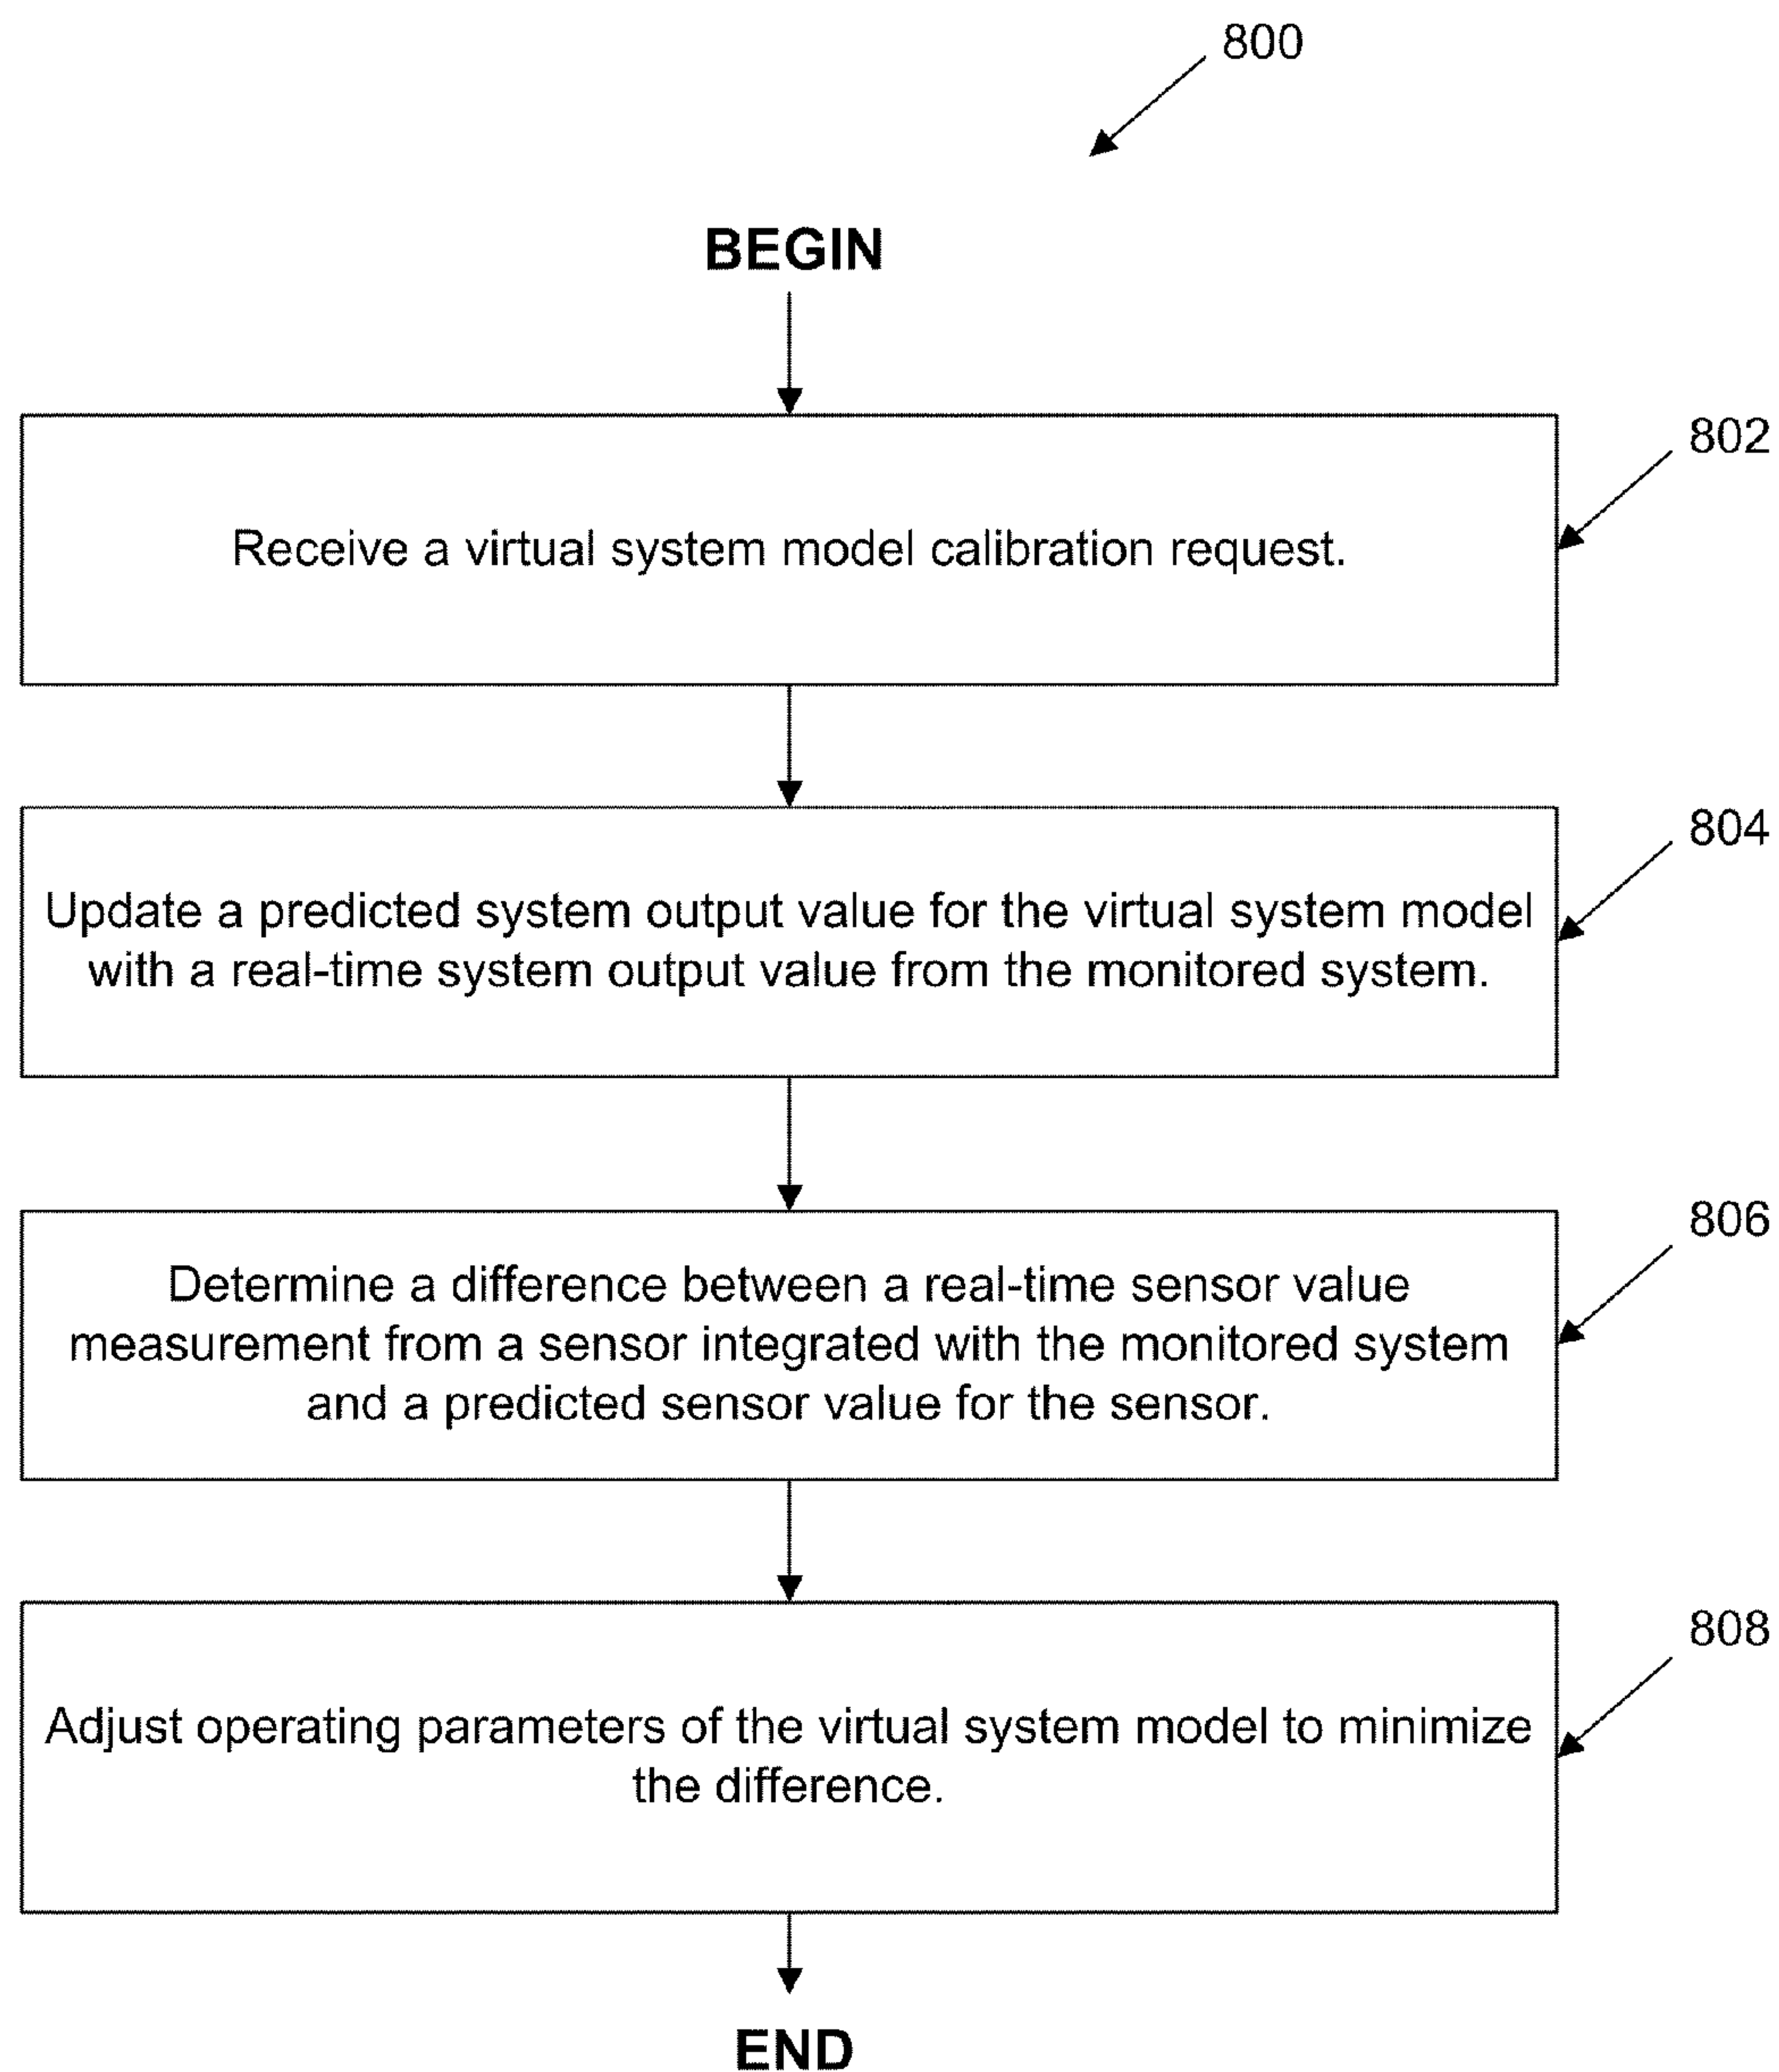 800
BEGIN
802
Receive a virtual system model calibration request.
804
Update a predicted system output value for the virtual system model
with a real-time system output value from the monitored system.
806
Determine a difference between a real-time sensor value
measurement from a sensor integrated with the monitored system
and a predicted sensor value for the sensor.
808
Adjust operating parameters of the virtual system model to minimize
the difference.
END